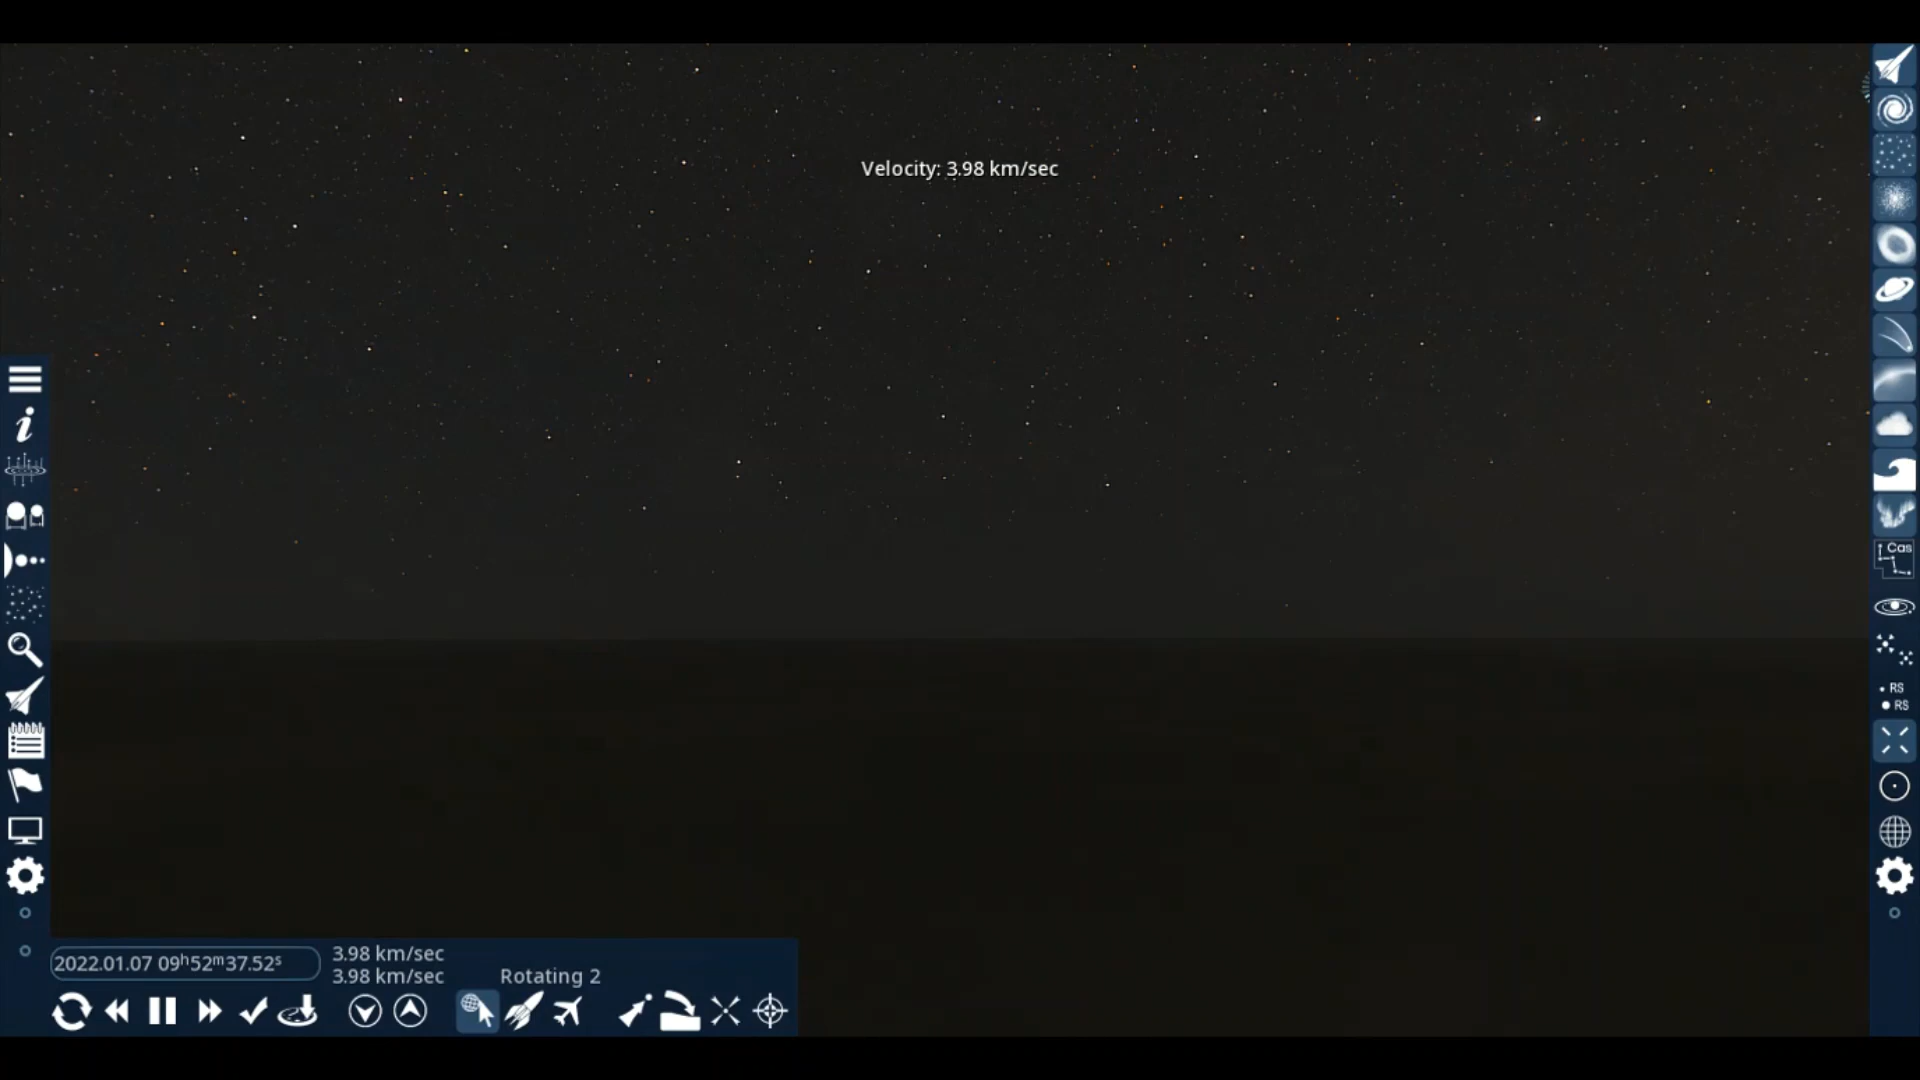 Velocity: 3.98 km/sec
Cas
RS
RS
2022.01.07 09ʰ52ᵐ37.52ˢ
3.98 km/sec
3.98 km/sec
Rotating 2